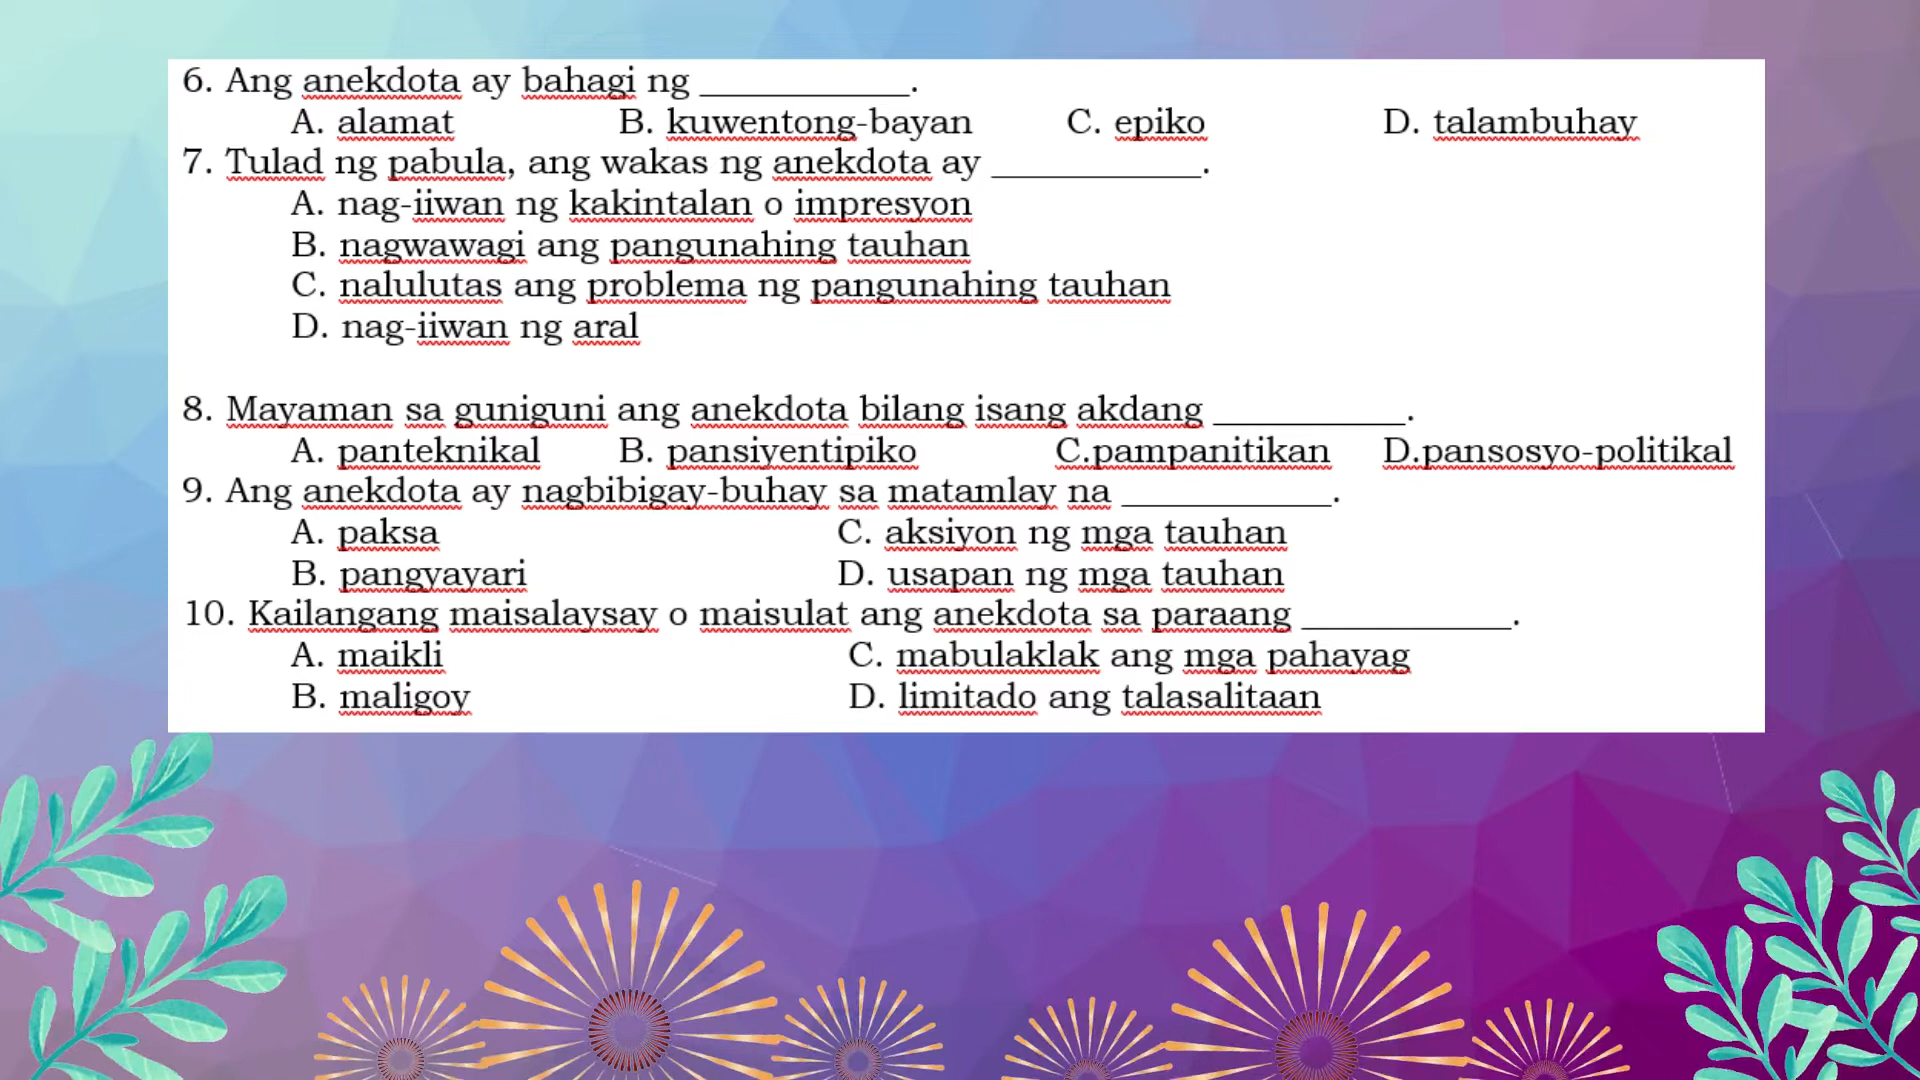 6. Ang anekdota ay bahagi ng ___________.
A. alamat B. kuwentong-bayan C. epiko D. talambuhay
7. Tulad ng pabula, ang wakas ng anekdota ay ___________.
A. nag-iiwan ng kakintalan o impresyon
B. nagwawagi ang pangunahing tauhan
C. nalulutas ang problema ng pangunahing tauhan
D. nag-iiwan ng aral
8. Mayaman sa guniguni ang anekdota bilang isang akdang __________.
A. panteknikal B. pansiyentipiko C.pampanitikan D.pansosyo-politikal
9. Ang anekdota ay nagbibigay-buhay sa matamlay na ___________.
A. paksa C. aksiyon ng mga tauhan
B. pangyayari D. usapan ng mga tauhan
10. Kailangang maisalaysay o maisulat ang anekdota sa paraang ___________.
A. maikli C. mabulaklak ang mga pahayag
B. maligoy D. limitado ang talasalitaan